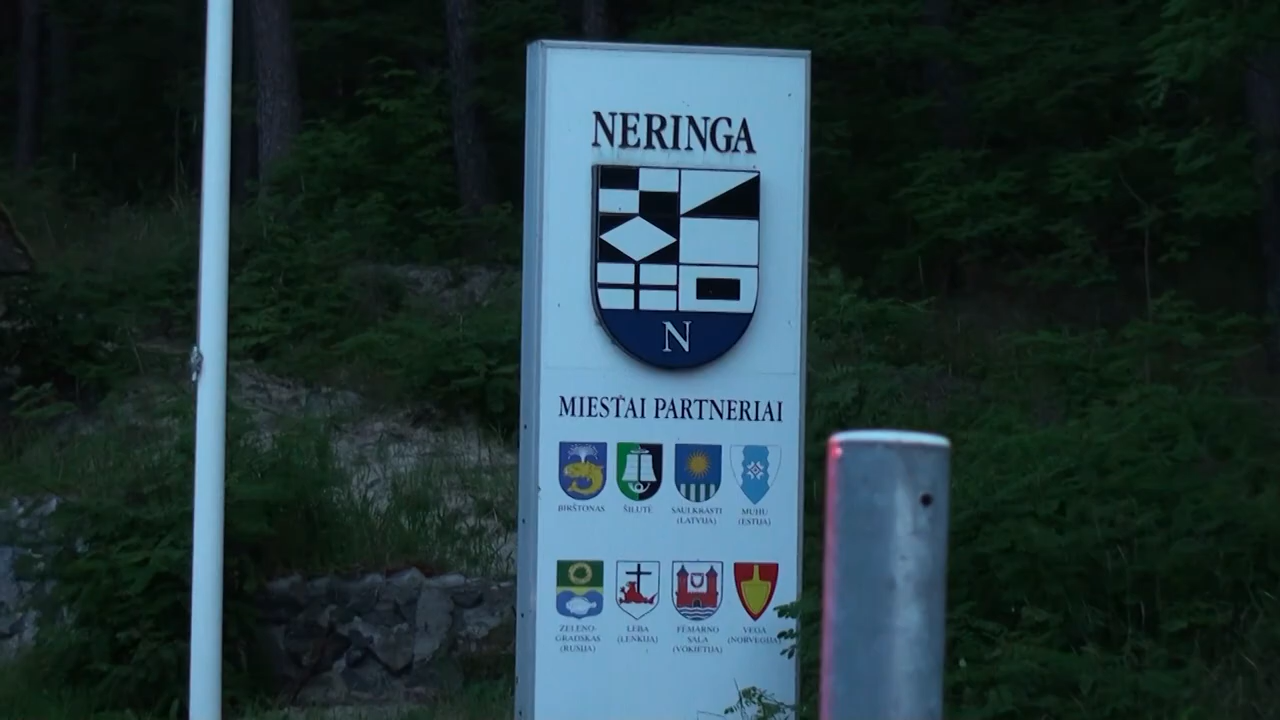 NERINGA
N
MIESTAI PARTNERIAI
BIRŠTONAS
ŠILUTĖ
SAULKRASTI
(LATVIJA)
MUHU
(ESTIJA)
ZELENO-
GRADSKAS
(RUSIJA)
LEBA
(LENKIJA)
FEMARNO
SALA
(VOKIETIJA)
VEGA
(NORVEGIJA)